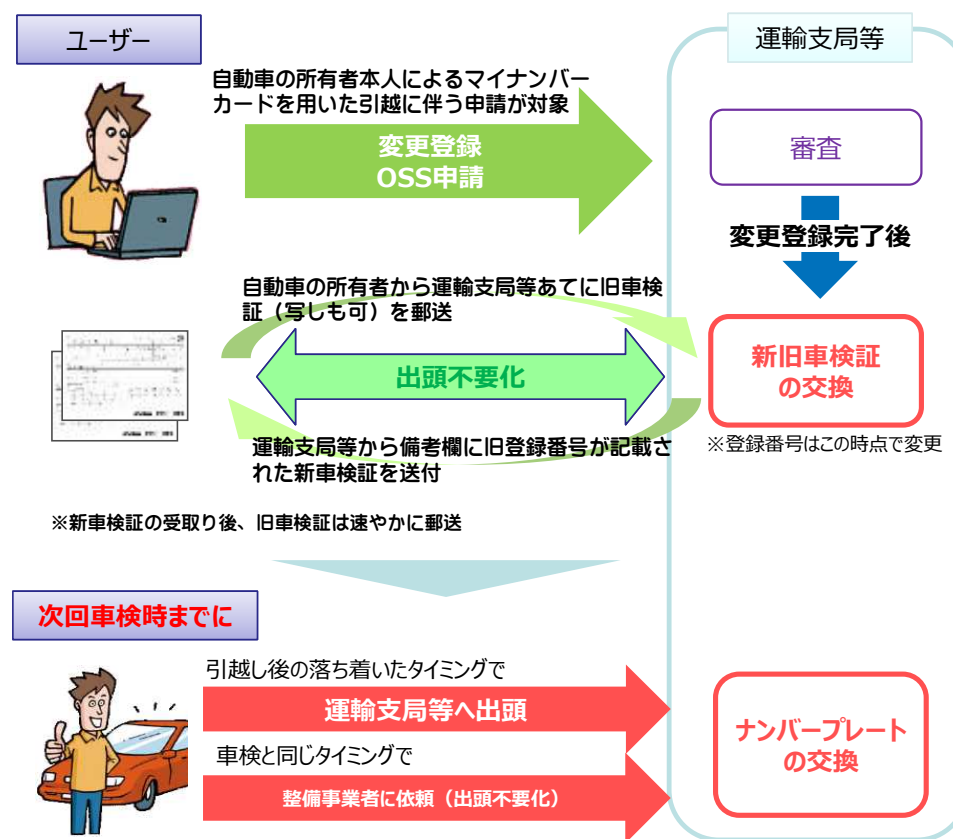 ユーザー
運輸支局等
自動車の所有者本人によるマイナンバー
カードを用いた引越に伴う申請が対象
変更登録
OSS申請
審査
変更登録完了後
自動車の所有者から運輸支局等あてに旧車検
証（写しも可）を郵送
出頭不要化
新旧車検証
の交換
運輸支局等から備考欄に旧登録番号が記載さ
れた新車検証を送付
※登録番号はこの時点で変更
※新車検証の受取り後、旧車検証は速やかに郵送
次回車検時までに
引越し後の落ち着いたタイミングで
運輸支局等へ出頭
車検と同じタイミングで
整備事業者に依頼（出頭不要化）
ナンバープレート
の交換